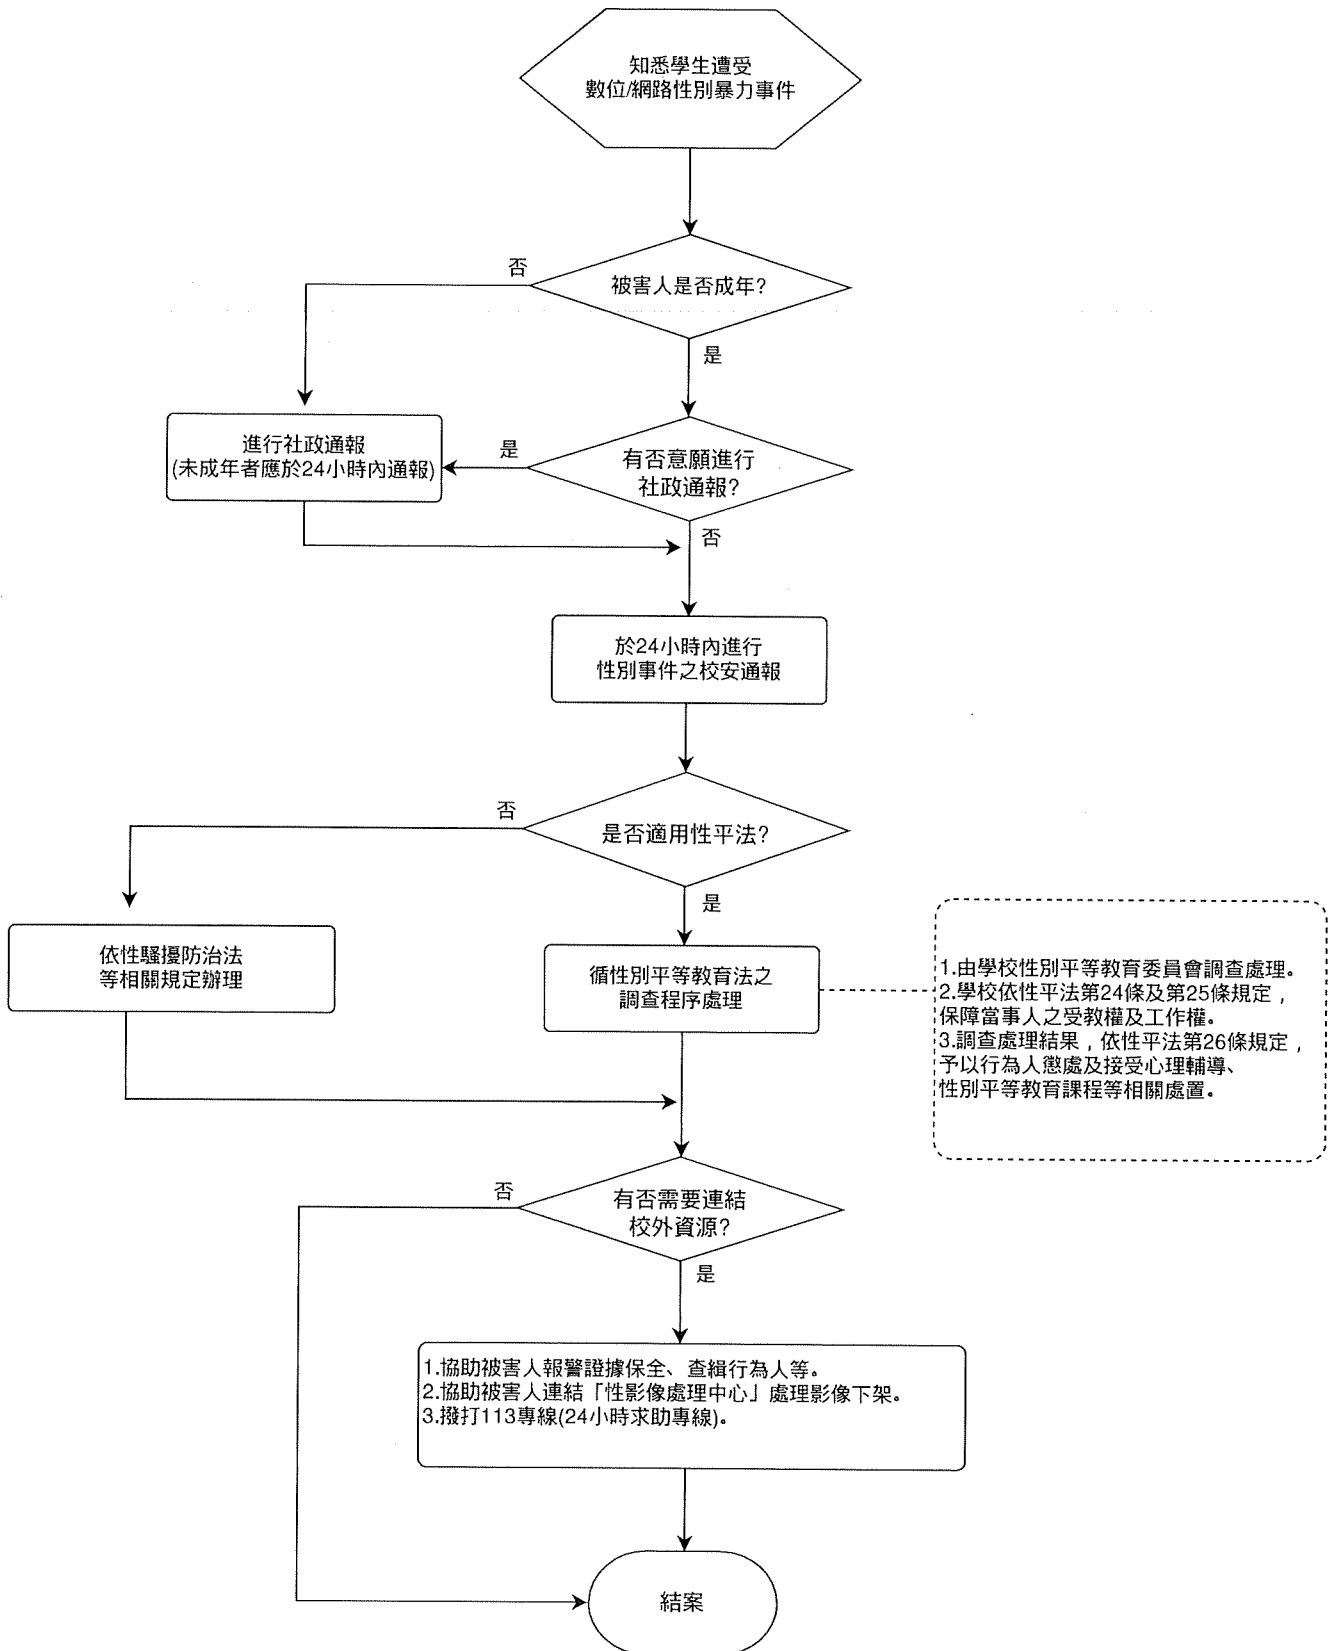 知悉學生遭受
數位/網路性別暴力事件
否
被害人是否成年?
是
進行社政通報
(未成年者應於24小時內通報)
是
有否意願進行
社政通報?
否
於24小時內進行
性別事件之校安通報
否
是否適用性平法?
是
依性騷擾防治法
等相關規定辦理
循性別平等教育法之
調查程序處理
1.由學校性別平等教育委員會調查處理。
2.學校依性平法第24條及第25條規定，
保障當事人之受教權及工作權。
3.調查處理結果，依性平法第26條規定，
予以行為人懲處及接受心理輔導、
性別平等教育課程等相關處置。
否
有否需要連結
校外資源?
是
1.協助被害人報警證據保全、查緝行為人等。
2.協助被害人連結「性影像處理中心」處理影像下架。
3.撥打113專線(24小時求助專線)。
結案